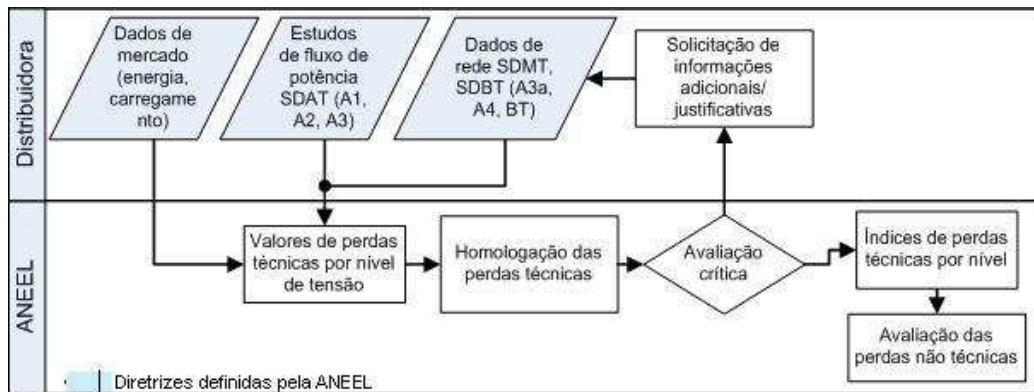 Distribuidora
Dados de
mercado
(energia,
carregame
nto)
Estudos
de fluxo de
potência
SDAT (A1,
A2, A3)
Dados de
rede SDMT,
SDBT (A3a,
A4, BT)
Solicitação de
informações
adicionais/
justificativas
ANEEL
Valores de perdas
técnicas por nível
de tensão
Homologação das
perdas técnicas
Avaliação
crítica
Índices de perdas
técnicas por nível
Avaliação das
perdas não técnicas
Diretrizes definidas pela ANEEL